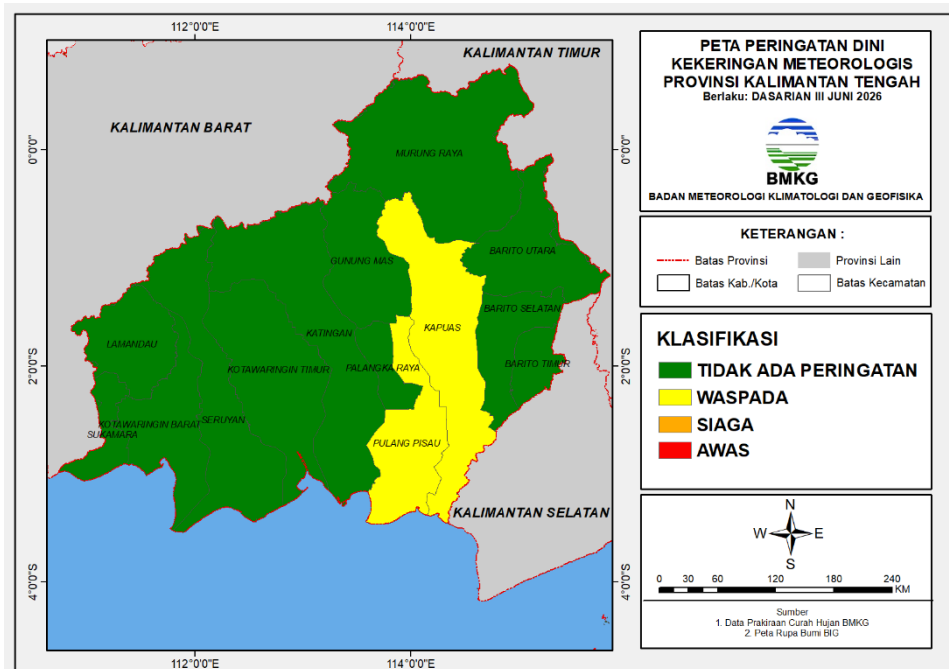 112°0'0"E 114°0'0"E
KALIMANTAN TIMUR
KALIMANTAN BARAT
MURUNG RAYA
0°0'0"
0°0'0"
BARITO UTARA
GUNUNG MAS
BARITO SELATAN
KAPUAS
KATINGAN
LAMANDAU
BARITO TIMUR
KOTAWARINGIN TIMUR
PALANGKA RAYA
2°0'0"S
2°0'0"S
SERUYAN
KOTAWARINGIN BARAT
SUKAMARA
PULANG PISAU
KALIMANTAN SELATAN
4°0'0"S
4°0'0"S
112°0'0"E 114°0'0"E
PETA PERINGATAN DINI
KEKERINGAN METEOROLOGIS
PROVINSI KALIMANTAN TENGAH
Berlaku: DASARIAN III JUNI 2026
BMKG
BADAN METEOROLOGI KLIMATOLOGI DAN GEOFISIKA
KETERANGAN :
Batas Provinsi Provinsi Lain
Batas Kab./Kota Batas Kecamatan
KLASIFIKASI
TIDAK ADA PERINGATAN
WASPADA
SIAGA
AWAS
N
W E
S
0 15 30 60 120 180 240
KM
Sumber
1. Data Prakiraan Curah Hujan BMKG
2. Peta Rupa Bumi BIG